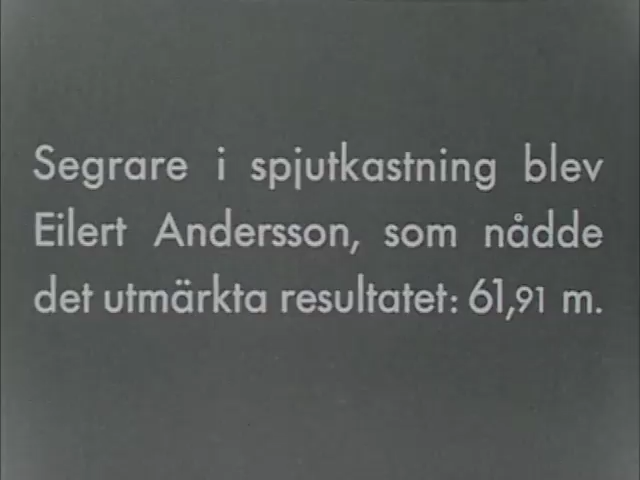 Segrare i spjutkastning blev
Eilert Andersson, som nådde
det utmärkta resultatet: 61,91 m.